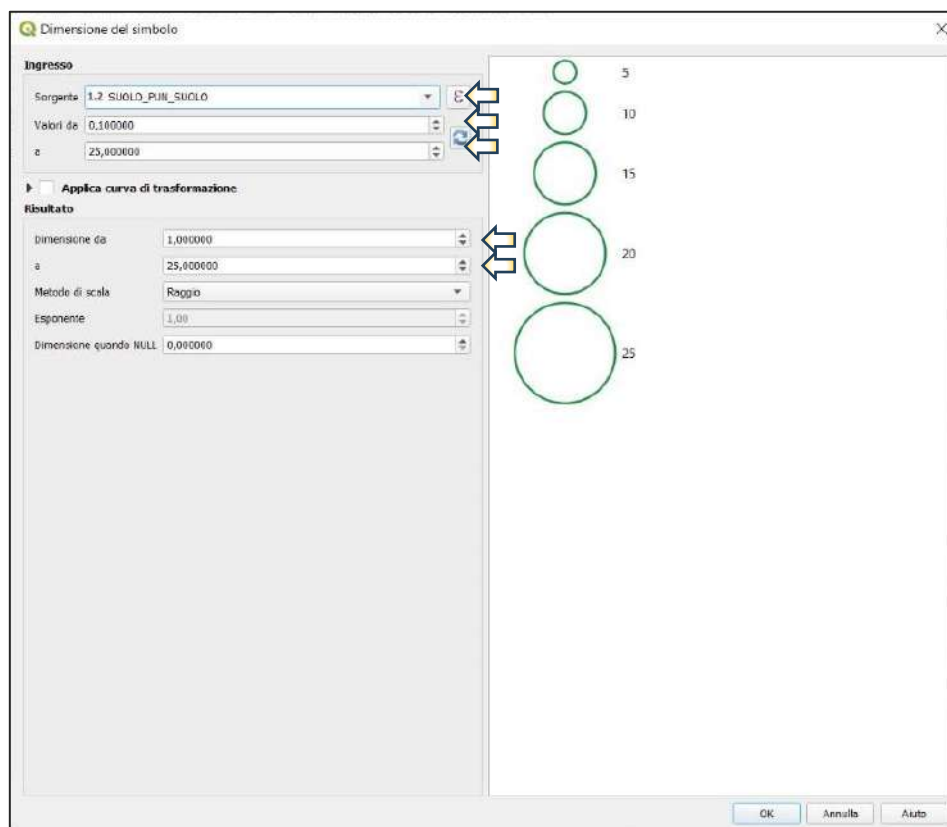 Dimensione del simbolo
Ingresso
Sorgente 1.2 SUOLO_PUN_SUOLO ε
Valori da 0,100000
a 25,000000
Applica curva di trasformazione
Risultato
Dimensione da 1,000000
a 25,000000
Metodo di scala Raggio
Esponente 1,00
Dimensione quando NULL 0,000000
5
10
15
20
25
OK Annulla Aiuto